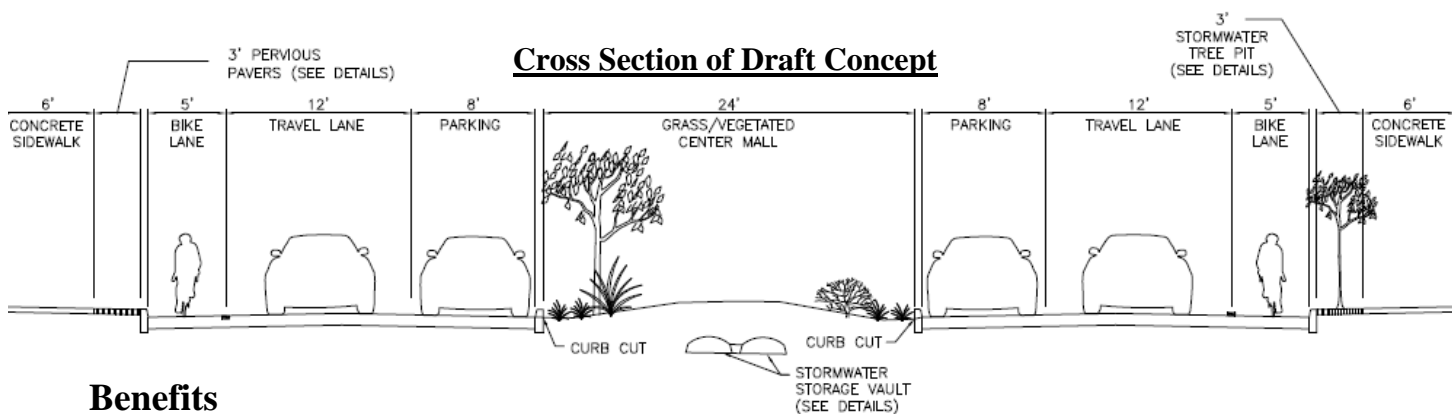 Cross Section of Draft Concept
3' PERVIOUS
PAVERS (SEE DETAILS)
3'
STORMWATER
TREE PIT
(SEE DETAILS)
6'
CONCRETE
SIDEWALK
5'
BIKE
LANE
12'
TRAVEL LANE
8'
PARKING
24'
GRASS/VEGETATED
CENTER MALL
8'
PARKING
12'
TRAVEL LANE
5'
BIKE
LANE
6'
CONCRETE
SIDEWALK
CURB CUT
CURB CUT
STORMWATER
STORAGE VAULT
(SEE DETAILS)
Benefits